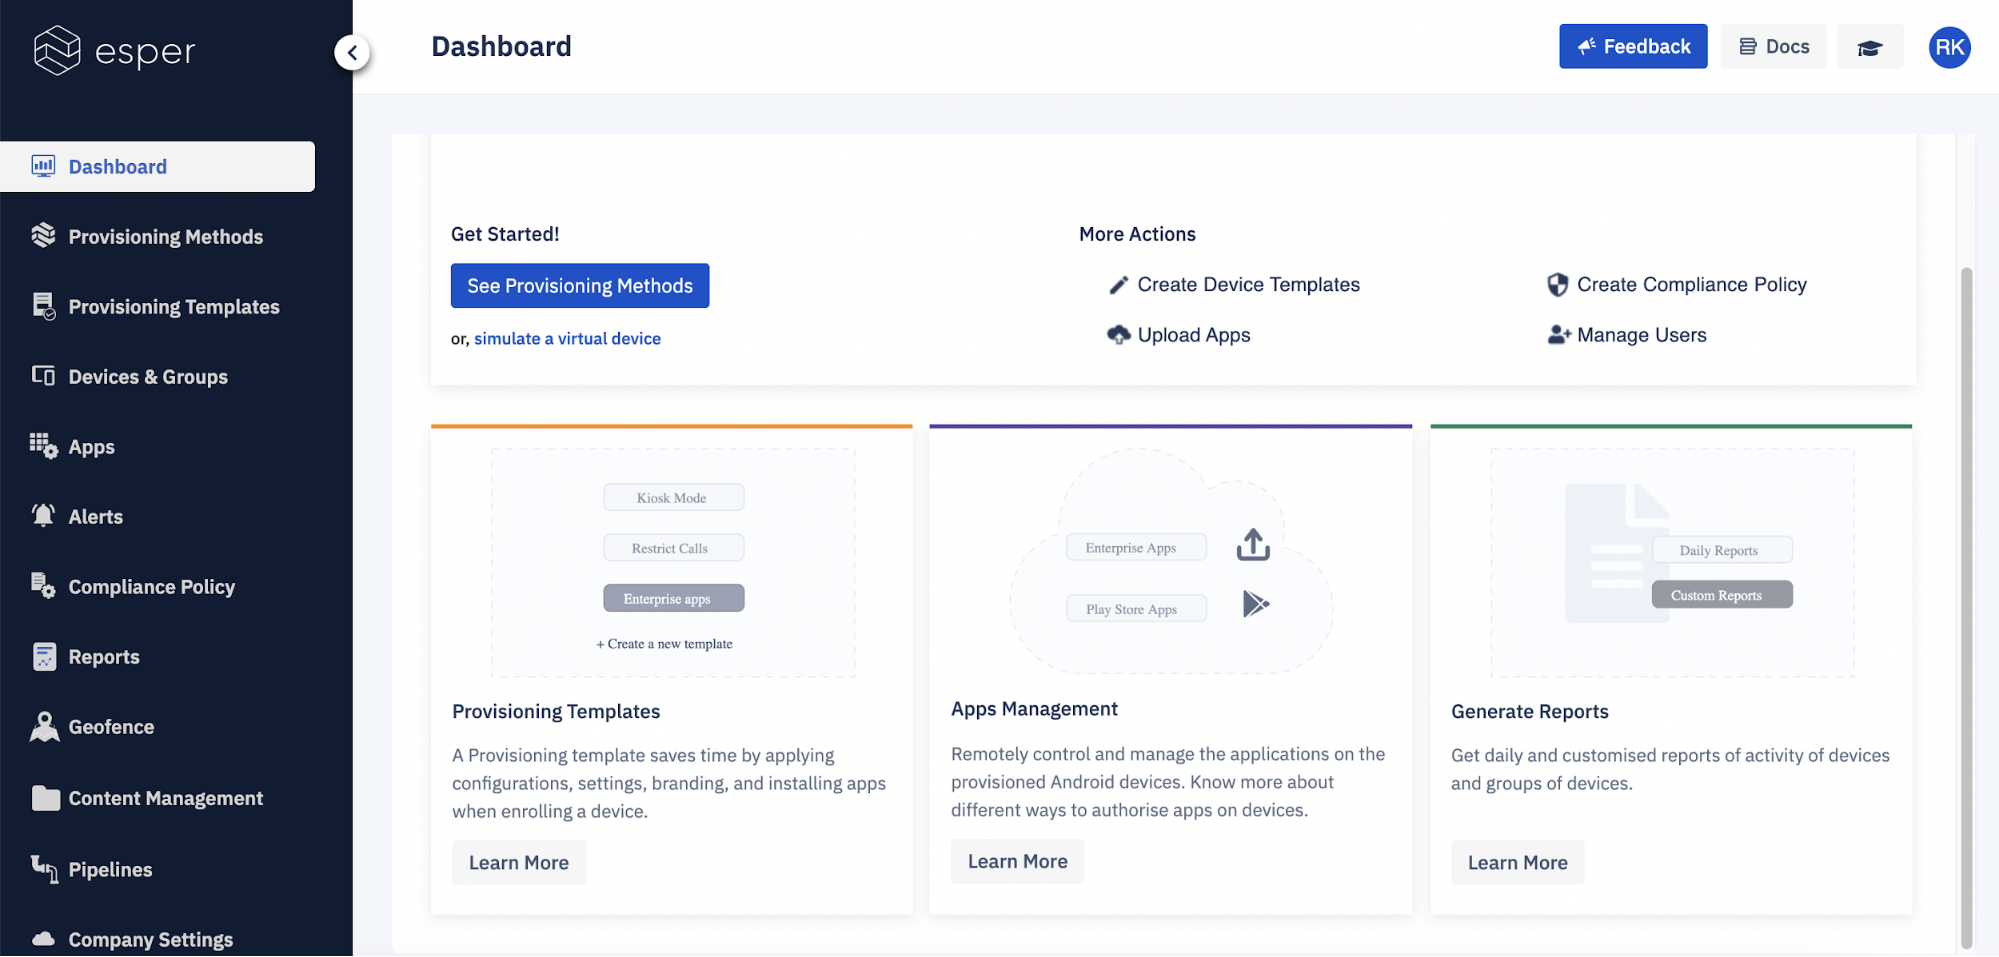 esper
Dashboard
Feedback
Docs
RK
Dashboard
Provisioning Methods
Provisioning Templates
Devices & Groups
Apps
Alerts
Compliance Policy
Reports
Geofence
Content Management
Pipelines
Company Settings
Get Started!
See Provisioning Methods
or, simulate a virtual device
More Actions
Create Device Templates
Create Compliance Policy
Upload Apps
Manage Users
Kiosk Mode
Restrict Calls
Enterprise apps
+ Create a new template
Provisioning Templates
A Provisioning template saves time by applying
configurations, settings, branding, and installing apps
when enrolling a device.
Learn More
Enterprise Apps
Play Store Apps
Apps Management
Remotely control and manage the applications on the
provisioned Android devices. Know more about
different ways to authorise apps on devices.
Learn More
Daily Reports
Custom Reports
Generate Reports
Get daily and customised reports of activity of devices
and groups of devices.
Learn More